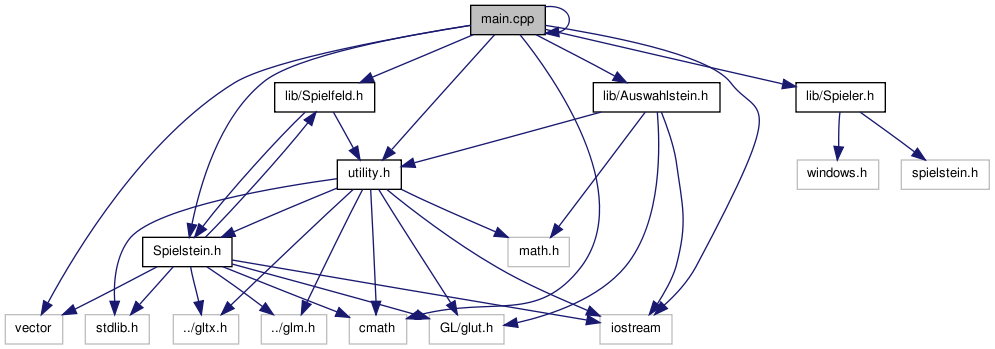 main.cpp
lib/Spielfeld.h
lib/Auswahlstein.h
lib/Spieler.h
utility.h
windows.h
spielstein.h
Spielstein.h
math.h
vector
stdlib.h
../gltx.h
../glm.h
cmath
GL/glut.h
iostream